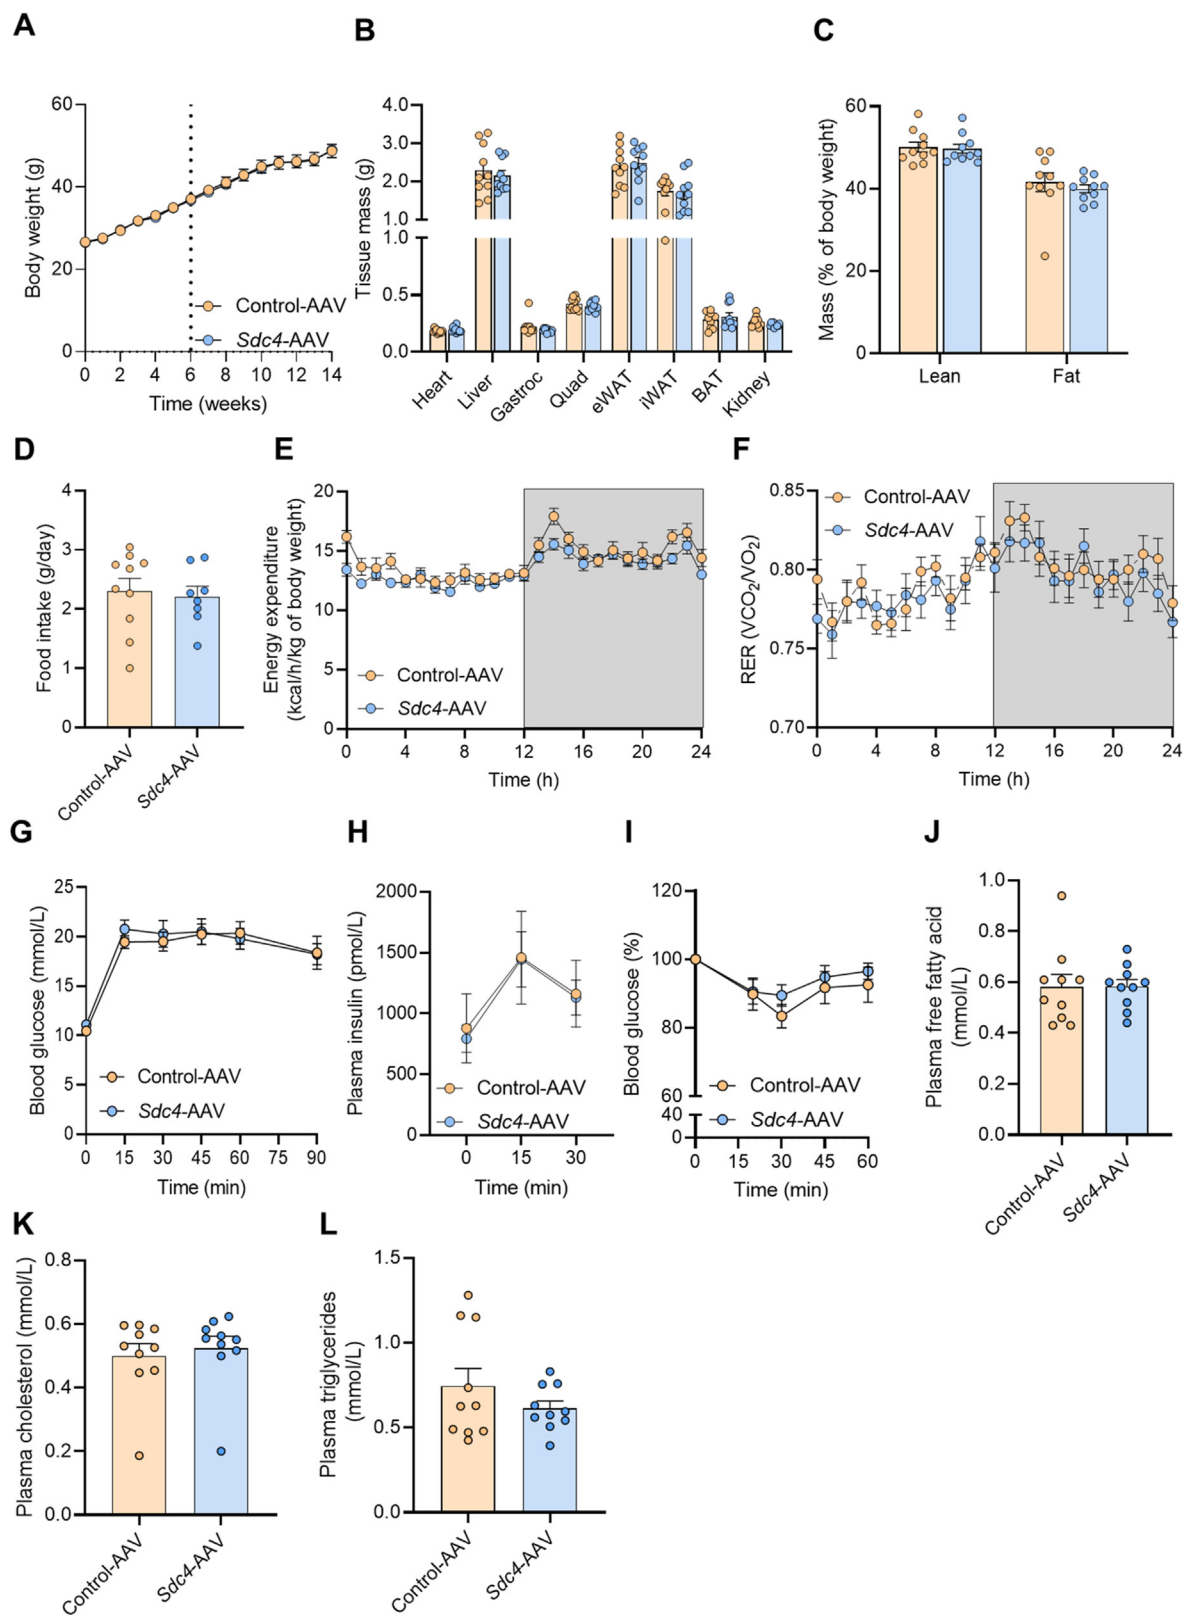 A
B
C
60
40
20
0
Body weight (g)
Control-AAV
Sdc4-AAV
0 2 4 6 8 10 12 14
Time (weeks)
4.0
3.0
2.0
1.0
1.0
0.5
0.0
Tissue mass (g)
Heart
Liver
Gastroc
Quad
eWAT
iWAT
BAT
Kidney
60
40
20
0
Mass (% of body weight)
Lean Fat
D
E
F
4
3
2
1
0
Food intake (g/day)
Control-AAV
Sdc4-AAV
20
15
10
5
0
Energy expenditure
(kcal/h/kg of body weight)
Control-AAV
Sdc4-AAV
0 4 8 12 16 20 24
Time (h)
0.85
0.80
0.75
0.70
RER (VCO2/VO2)
Control-AAV
Sdc4-AAV
0 4 8 12 16 20 24
Time (h)
G
H
I
J
25
20
15
10
5
0
Blood glucose (mmol/L)
Control-AAV
Sdc4-AAV
0 15 30 45 60 75 90
Time (min)
2000
1500
1000
500
0
Plasma insulin (pmol/L)
Control-AAV
Sdc4-AAV
0 15 30
Time (min)
120
100
80
60
40
0
Blood glucose (%)
Control-AAV
Sdc4-AAV
0 15 30 45 60
Time (min)
1.0
0.8
0.6
0.4
0.2
0.0
Plasma free fatty acid
(mmol/L)
Control-AAV
Sdc4-AAV
K
L
0.8
0.6
0.4
0.2
0.0
Plasma cholesterol (mmol/L)
Control-AAV
Sdc4-AAV
1.5
1.0
0.5
0.0
Plasma triglycerides
(mmol/L)
Control-AAV
Sdc4-AAV